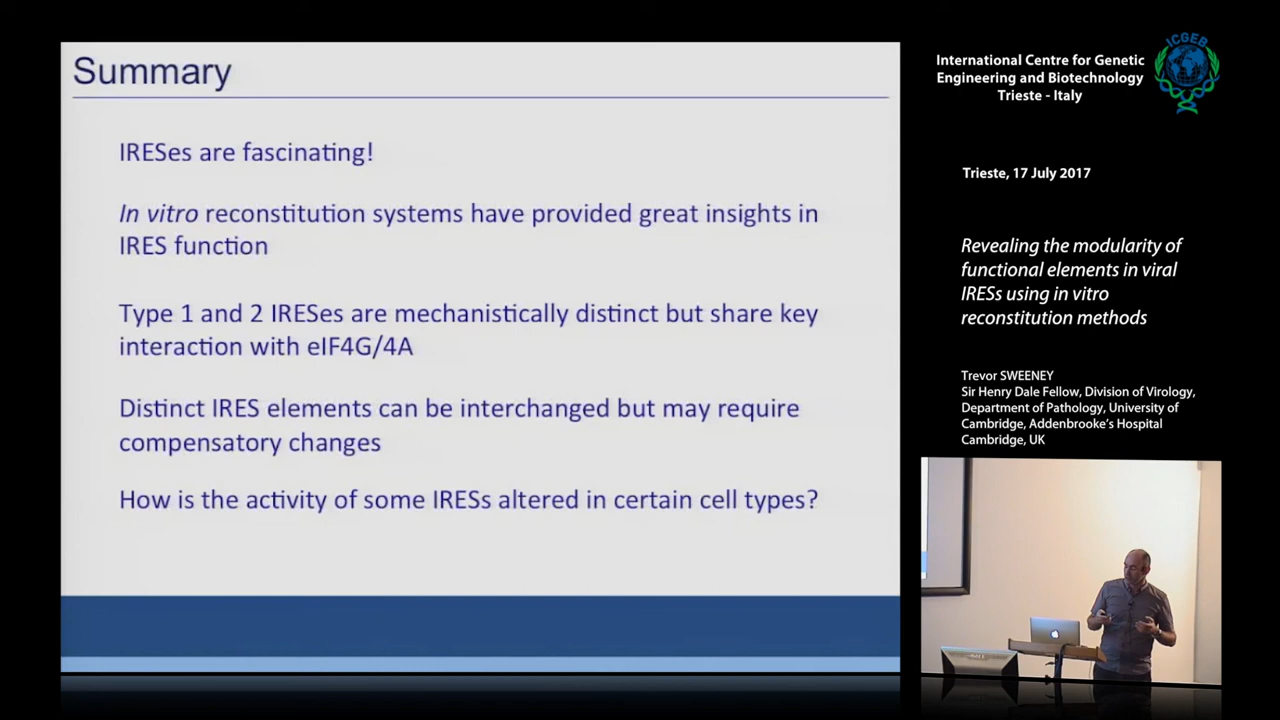 Summary
IRESes are fascinating!
In vitro reconstitution systems have provided great insights in
IRES function
Type 1 and 2 IRESes are mechanistically distinct but share key
interaction with eIF4G/4A
Distinct IRES elements can be interchanged but may require
compensatory changes
How is the activity of some IRESs altered in certain cell types?
International Centre for Genetic
Engineering and Biotechnology
Trieste - Italy
ICGEB
Trieste, 17 July 2017
Revealing the modularity of
functional elements in viral
IRESs using in vitro
reconstitution methods
Trevor SWEENEY
Sir Henry Dale Fellow, Division of Virology,
Department of Pathology, University of
Cambridge, Addenbrooke's Hospital
Cambridge, UK